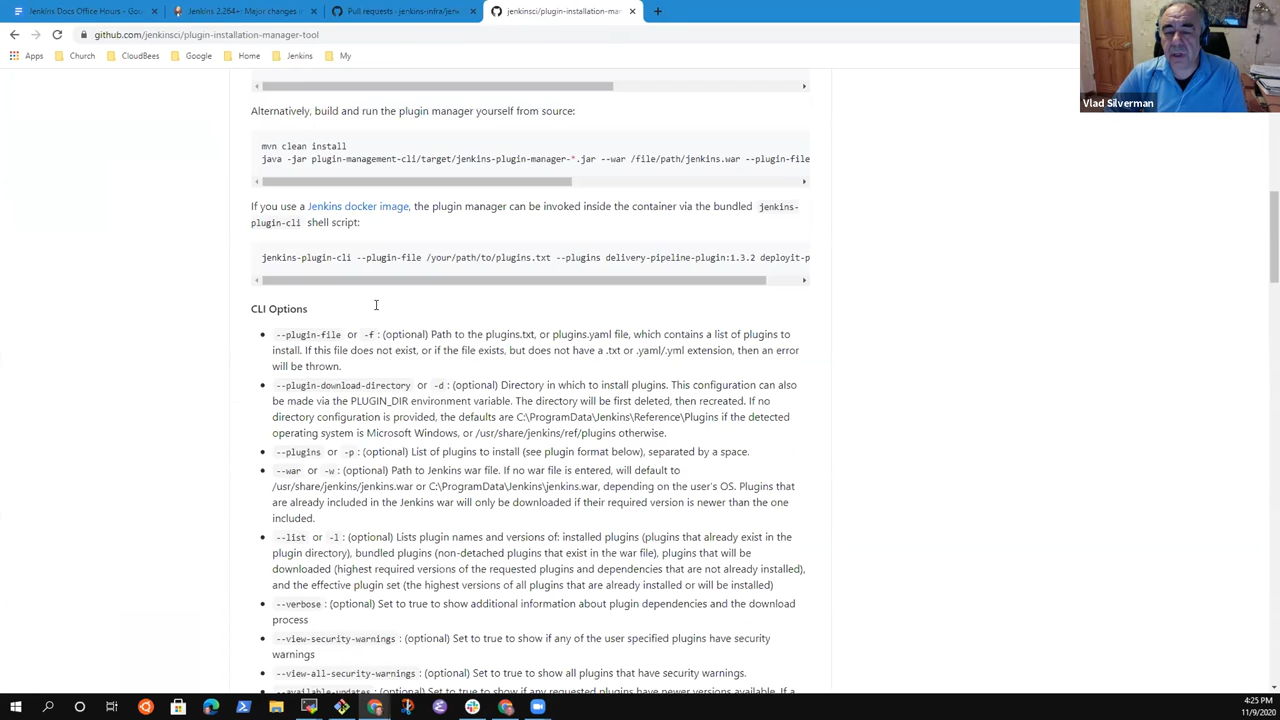 Jenkins Docs Office Hours - Goo
Jenkins 2.264+: Major changes i
Pull requests · jenkins-infra/jen
jenkinsci/plugin-installation-ma
github.com/jenkinsci/plugin-installation-manager-tool
Apps Church CloudBees Google Home Jenkins My
Vlad Silverman
Alternatively, build and run the plugin manager yourself from source:
mvn clean install
java -jar plugin-management-cli/target/jenkins-plugin-manager-*.jar --war /file/path/jenkins.war --plugin-file
If you use a Jenkins docker image, the plugin manager can be invoked inside the container via the bundled jenkins-
plugin-cli shell script:
jenkins-plugin-cli --plugin-file /your/path/to/plugins.txt --plugins delivery-pipeline-plugin:1.3.2 deployit-p
CLI Options
--plugin-file or -f : (optional) Path to the plugins.txt, or plugins.yaml file, which contains a list of plugins to
install. If this file does not exist, or if the file exists, but does not have a .txt or .yaml/.yml extension, then an error
will be thrown.
--plugin-download-directory or -d : (optional) Directory in which to install plugins. This configuration can also
be made via the PLUGIN_DIR environment variable. The directory will be first deleted, then recreated. If no
directory configuration is provided, the defaults are C:\ProgramData\Jenkins\Reference\Plugins if the detected
operating system is Microsoft Windows, or /usr/share/jenkins/ref/plugins otherwise.
--plugins or -p : (optional) List of plugins to install (see plugin format below), separated by a space.
--war or -w : (optional) Path to Jenkins war file. If no war file is entered, will default to
/usr/share/jenkins/jenkins.war or C:\ProgramData\Jenkins\jenkins.war, depending on the user's OS. Plugins that
are already included in the Jenkins war will only be downloaded if their required version is newer than the one
included.
--list or -l : (optional) Lists plugin names and versions of: installed plugins (plugins that already exist in the
plugin directory), bundled plugins (non-detached plugins that exist in the war file), plugins that will be
downloaded (highest required versions of the requested plugins and dependencies that are not already installed),
and the effective plugin set (the highest versions of all plugins that are already installed or will be installed)
--verbose : (optional) Set to true to show additional information about plugin dependencies and the download
process
--view-security-warnings : (optional) Set to true to show if any of the user specified plugins have security
warnings
--view-all-security-warnings : (optional) Set to true to show all plugins that have security warnings.
--available-updates : (optional) Set to true to show if any requested plugins have newer versions available. If a
4:25 PM
11/9/2020